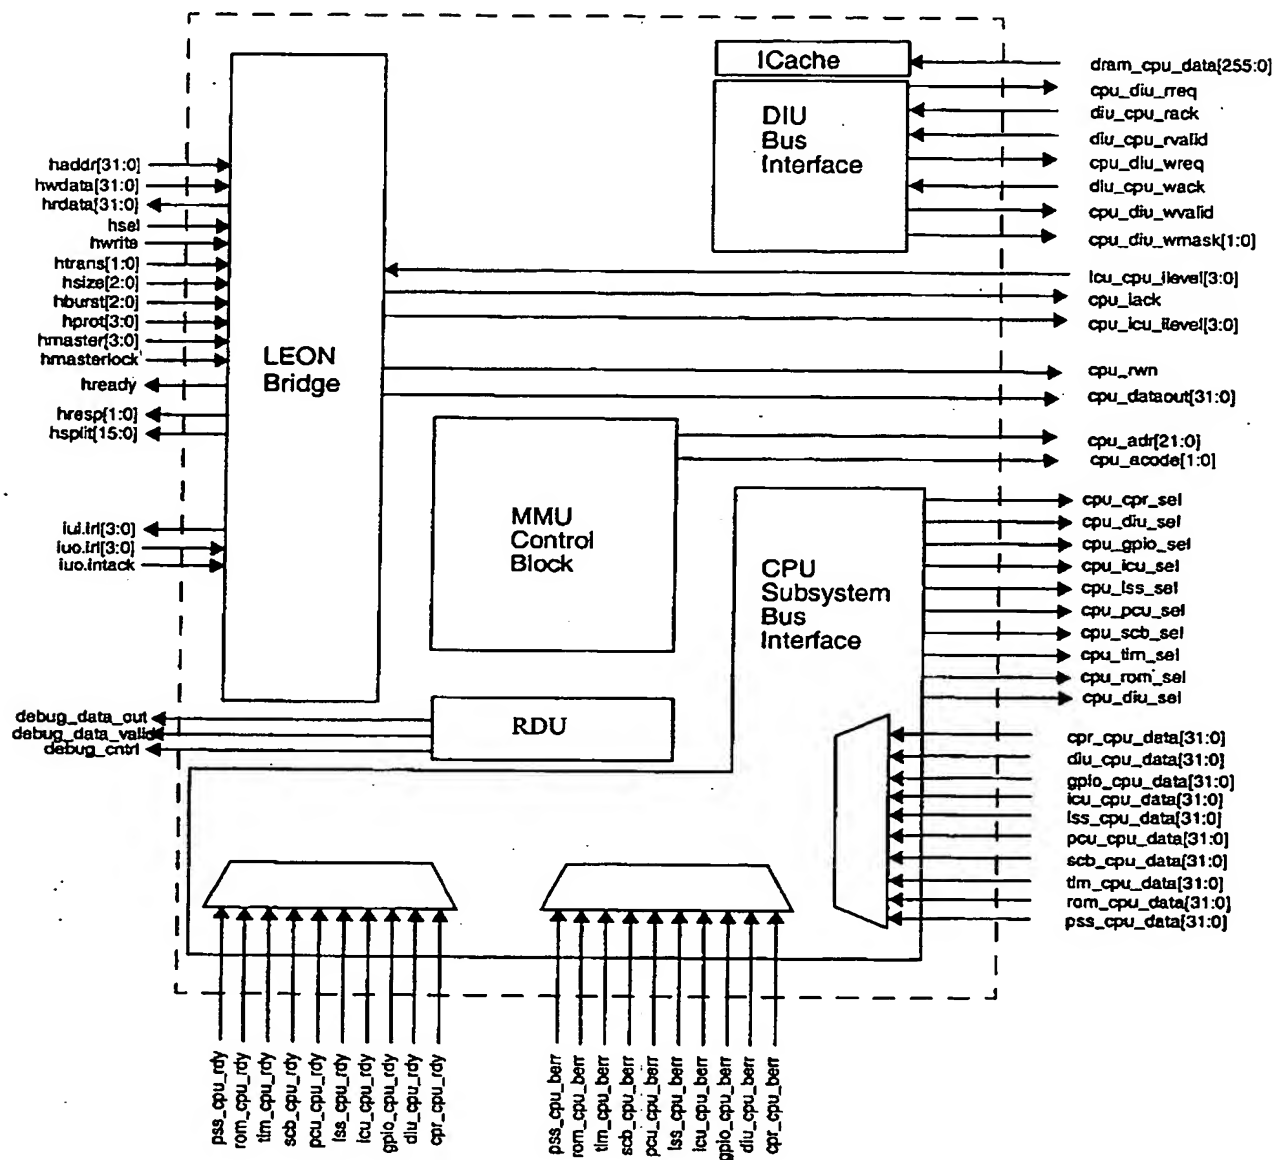 ICache
dram_cpu_data[255:0]
cpu_diu_rreq
DIU
Bus
Interface
diu_cpu_rack
diu_cpu_rvalid
cpu_diu_wreq
diu_cpu_wack
cpu_diu_wvalid
cpu_diu_wmask[1:0]
haddr[31:0]
hwdata[31:0]
hrdata[31:0]
hsel
hwrite
htrans[1:0]
hsize[2:0]
hburst[2:0]
hprot[3:0]
hmaster[3:0]
hmasterlock
hready
hresp[1:0]
hsplit[15:0]
LEON
Bridge
icu_cpu_ilevel[3:0]
cpu_iack
cpu_icu_ilevel[3:0]
cpu_rwn
cpu_dataout[31:0]
cpu_adr[21:0]
cpu_acode[1:0]
iui.irl[3:0]
iuo.irl[3:0]
iuo.intack
MMU
Control
Block
CPU
Subsystem
Bus
Interface
cpu_cpr_sel
cpu_diu_sel
cpu_gpio_sel
cpu_icu_sel
cpu_lss_sel
cpu_pcu_sel
cpu_scb_sel
cpu_tim_sel
cpu_rom_sel
cpu_diu_sel
debug_data_out
debug_data_valid
debug_cntrl
RDU
cpr_cpu_data[31:0]
diu_cpu_data[31:0]
gpio_cpu_data[31:0]
icu_cpu_data[31:0]
lss_cpu_data[31:0]
pcu_cpu_data[31:0]
scb_cpu_data[31:0]
tim_cpu_data[31:0]
rom_cpu_data[31:0]
pss_cpu_data[31:0]
pss_cpu_rdy
rom_cpu_rdy
tim_cpu_rdy
scb_cpu_rdy
pcu_cpu_rdy
lss_cpu_rdy
icu_cpu_rdy
gpio_cpu_rdy
diu_cpu_rdy
cpr_cpu_rdy
pss_cpu_berr
rom_cpu_berr
tim_cpu_berr
scb_cpu_berr
pcu_cpu_berr
lss_cpu_berr
icu_cpu_berr
gpio_cpu_berr
diu_cpu_berr
cpr_cpu_berr